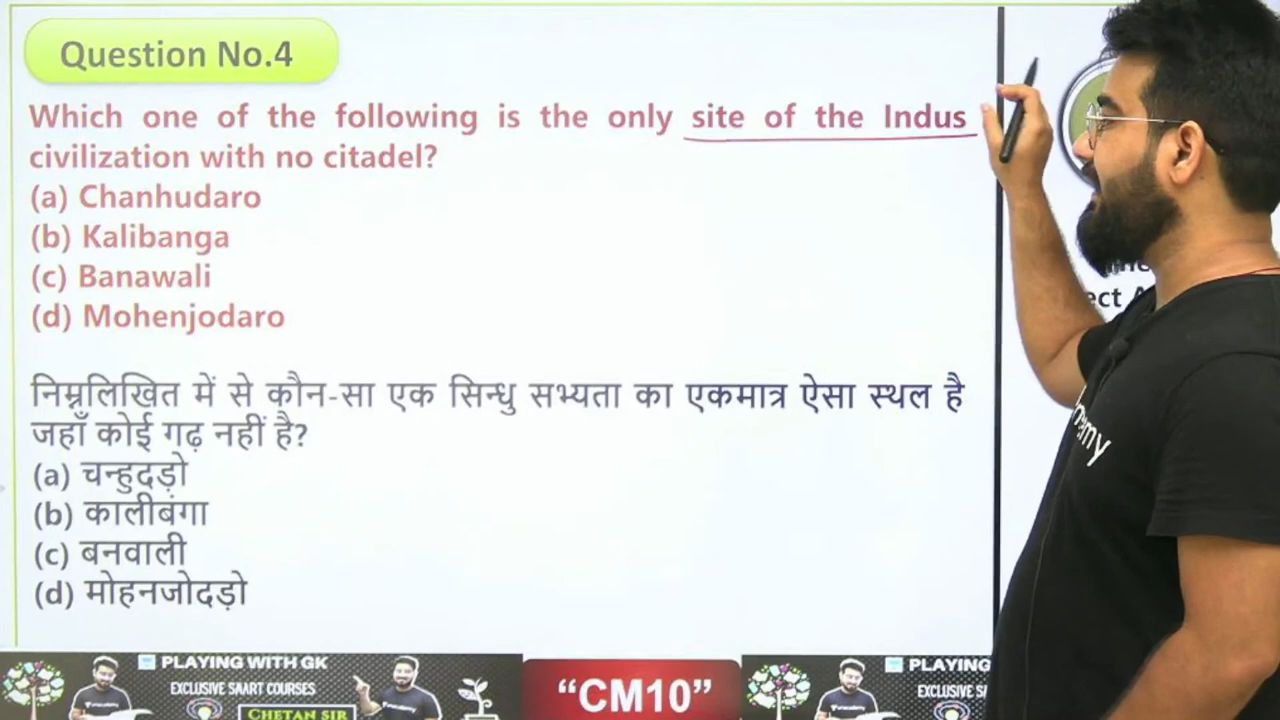 Question No.4
Which one of the following is the only site of the Indus
civilization with no citadel?
(a) Chanhudaro
(b) Kalibanga
(c) Banawali
(d) Mohenjodaro
निम्नलिखित में से कौन-सा एक सिन्धु सभ्यता का एकमात्र ऐसा स्थल है
जहाँ कोई गढ़ नहीं है?
(a) चन्हुदड़ो
(b) कालीबंगा
(c) बनवाली
(d) मोहनजोदड़ो
PLAYING WITH GK
EXCLUSIVE SAART COURSES
CHETAN SIR
“CM10”
PLAYING
EXCLUSIVE